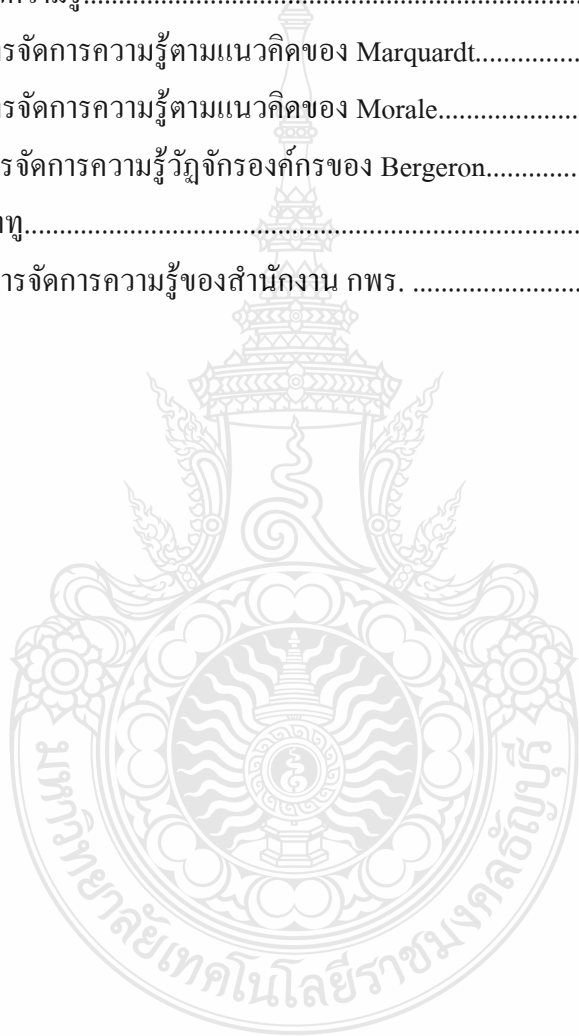 ความรู้.......................................................................
รจัดการความรู้ตามแนวคิดของ Marquardt...............
รจัดการความรู้ตามแนวคิดของ Morale.....................
รจัดการความรู้วัฏจักรองค์กรของ Bergeron.............
ทู.................................................................................
ารจัดการความรู้ของสำนักงาน กพร. ........................
มหาวิทยาลัยเทคโนโลยีราชมงคลธัญบุรี